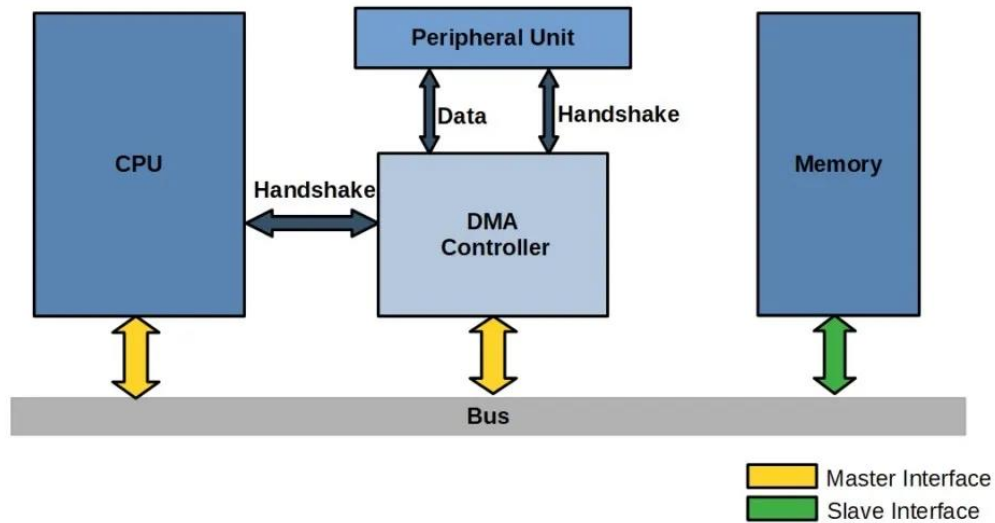 Peripheral Unit
Data
Handshake
CPU
Memory
Handshake
DMA
Controller
Bus
Master Interface
Slave Interface